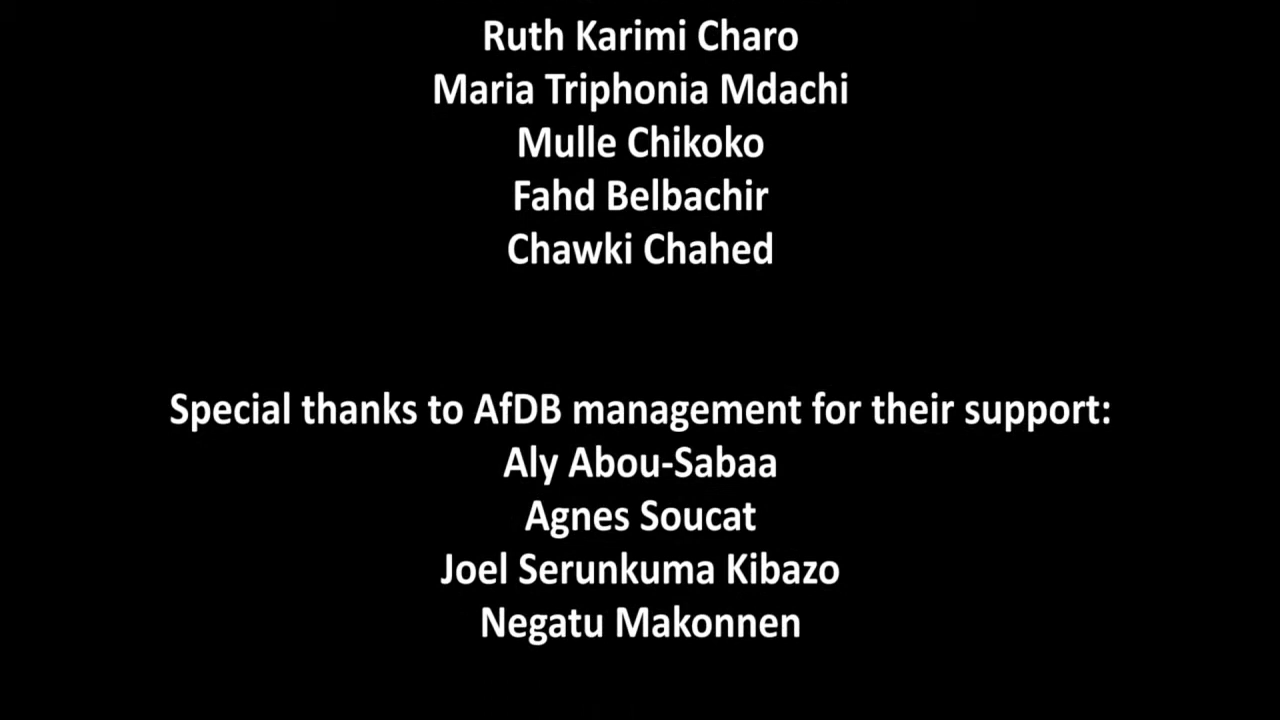 Ruth Karimi Charo
Maria Triphonia Mdachi
Mulle Chikoko
Fahd Belbachir
Chawki Chahed
Special thanks to AfDB management for their support:
Aly Abou-Sabaa
Agnes Soucat
Joel Serunkuma Kibazo
Negatu Makonnen